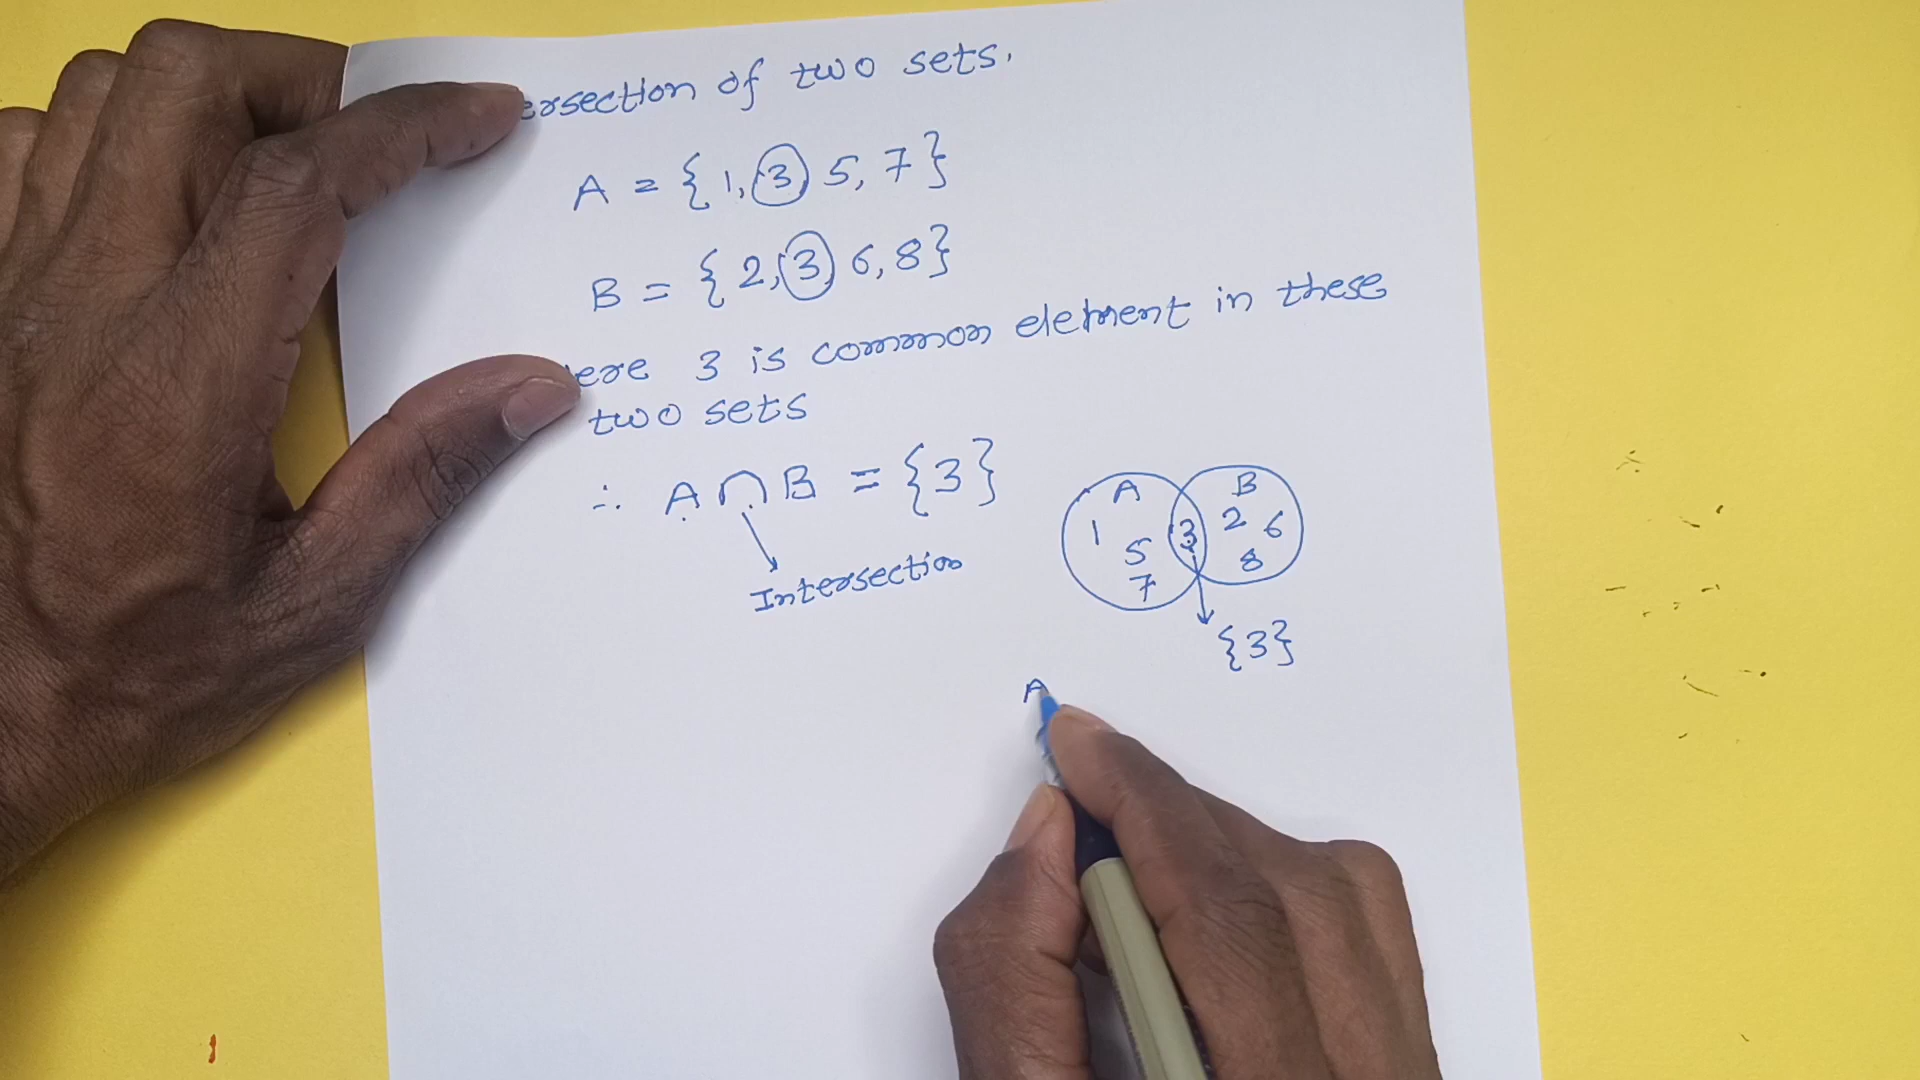 ersection of two sets.
A = { 1, 3 5, 7 }
B = { 2, 3 6, 8 }
ere 3 is common element in these
two sets
∴ A ∩ B = { 3 }
Intersection
A B
1 5 7 3 2 6 8
{ 3 }
A